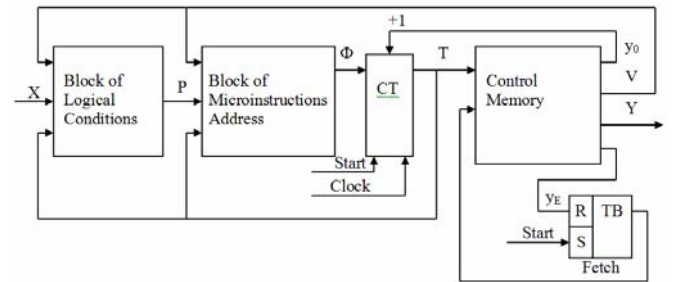 +1
y0
X
Block of
Logical
Conditions
P
Block of
Microinstructions
Address
Φ
CT
T
Control
Memory
V
Y
Start
Clock
yE
R
TB
S
Start
Fetch